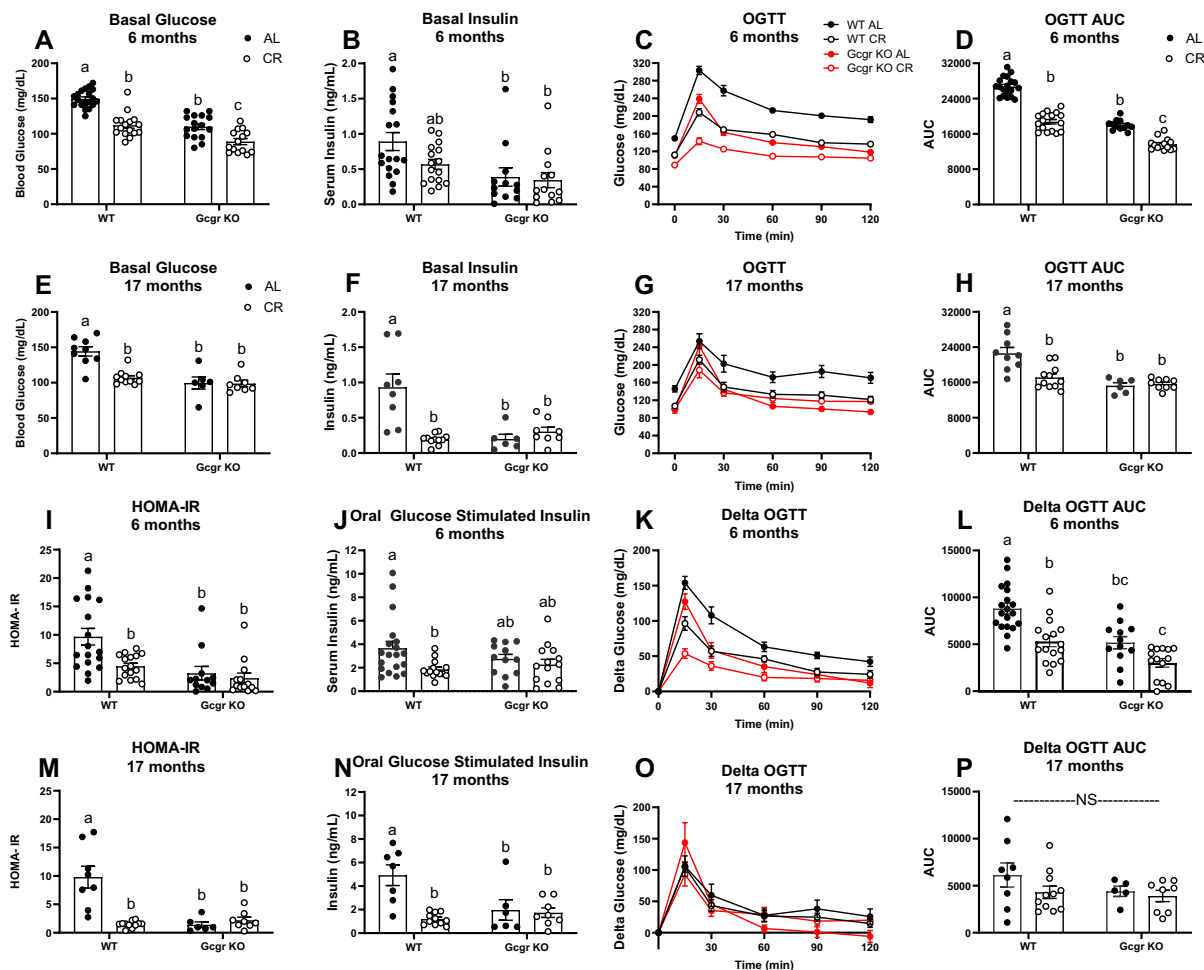 A
Basal Glucose
6 months
AL
CR
a
b
b
c
Blood Glucose (mg/dL)
200
150
100
50
0
WT
Gcgr KO
B
Basal Insulin
6 months
a
ab
b
b
Serum Insulin (ng/mL)
2.0
1.5
1.0
0.5
0.0
WT
Gcgr KO
C
OGTT
6 months
WT AL
WT CR
Gcgr KO AL
Gcgr KO CR
Glucose (mg/dL)
360
320
280
240
200
160
120
80
40
0
0
30
60
90
120
Time (min)
D
OGTT AUC
6 months
AL
CR
a
b
b
c
AUC
36000
24000
12000
0
WT
Gcgr KO
E
Basal Glucose
17 months
AL
CR
a
b
b
b
Blood Glucose (mg/dL)
200
150
100
50
0
WT
Gcgr KO
F
Basal Insulin
17 months
a
b
b
b
Insulin (ng/mL)
2.0
1.5
1.0
0.5
0.0
WT
Gcgr KO
G
OGTT
17 months
Glucose (mg/dL)
360
320
280
240
200
160
120
80
40
0
0
30
60
90
120
Time (min)
H
OGTT AUC
17 months
a
b
b
b
AUC
32000
24000
16000
8000
0
WT
Gcgr KO
I
HOMA-IR
6 months
a
b
b
b
HOMA- IR
25
20
15
10
5
0
WT
Gcgr KO
J
Oral Glucose Stimulated Insulin
6 months
a
b
ab
ab
Serum Insulin (ng/mL)
12
10
8
6
4
2
0
WT
Gcgr KO
K
Delta OGTT
6 months
Delta Glucose (mg/dL)
200
150
100
50
0
0
30
60
90
120
Time (min)
L
Delta OGTT AUC
6 months
a
b
bc
c
AUC
15000
10000
5000
0
WT
Gcgr KO
M
HOMA-IR
17 months
a
b
b
b
HOMA- IR
25
20
15
10
5
0
WT
Gcgr KO
N
Oral Glucose Stimulated Insulin
17 months
a
b
b
b
Insulin (ng/mL)
12
10
8
6
4
2
0
WT
Gcgr KO
O
Delta OGTT
17 months
Delta Glucose (mg/dL)
200
150
100
50
0
0
30
60
90
120
Time (min)
P
Delta OGTT AUC
17 months
------------NS-----------
AUC
15000
10000
5000
0
WT
Gcgr KO